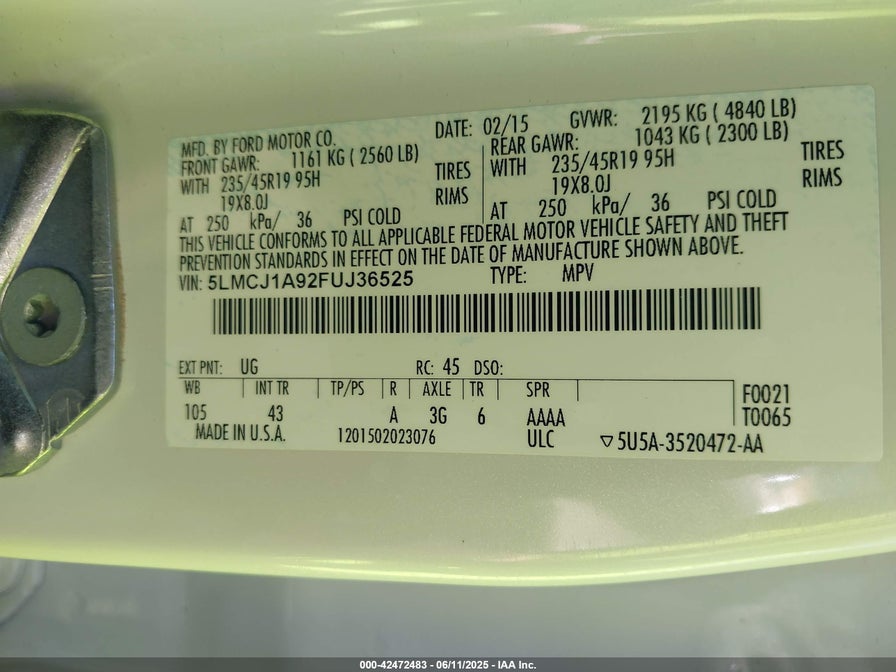 MFD. BY FORD MOTOR CO.
DATE: 02/15 GVWR: 2195 KG ( 4840 LB)
FRONT GAWR: 1161 KG ( 2560 LB) REAR GAWR: 1043 KG ( 2300 LB)
WITH 235/45R19 95H TIRES WITH 235/45R19 95H TIRES
19X8.0J RIMS 19X8.0J RIMS
AT 250 kPa/ 36 PSI COLD AT 250 kPa/ 36 PSI COLD
THIS VEHICLE CONFORMS TO ALL APPLICABLE FEDERAL MOTOR VEHICLE SAFETY AND THEFT
PREVENTION STANDARDS IN EFFECT ON THE DATE OF MANUFACTURE SHOWN ABOVE.
VIN: 5LMCJ1A92FUJ36525 TYPE: MPV
EXT PNT: UG RC: 45 DSO:
WB INT TR TP/PS R AXLE TR SPR F0021
105 43 A 3G 6 AAAA T0065
MADE IN U.S.A. 1201502023076 ULC ▽5U5A-3520472-AA
000-42472483 - 06/11/2025 - IAA Inc.